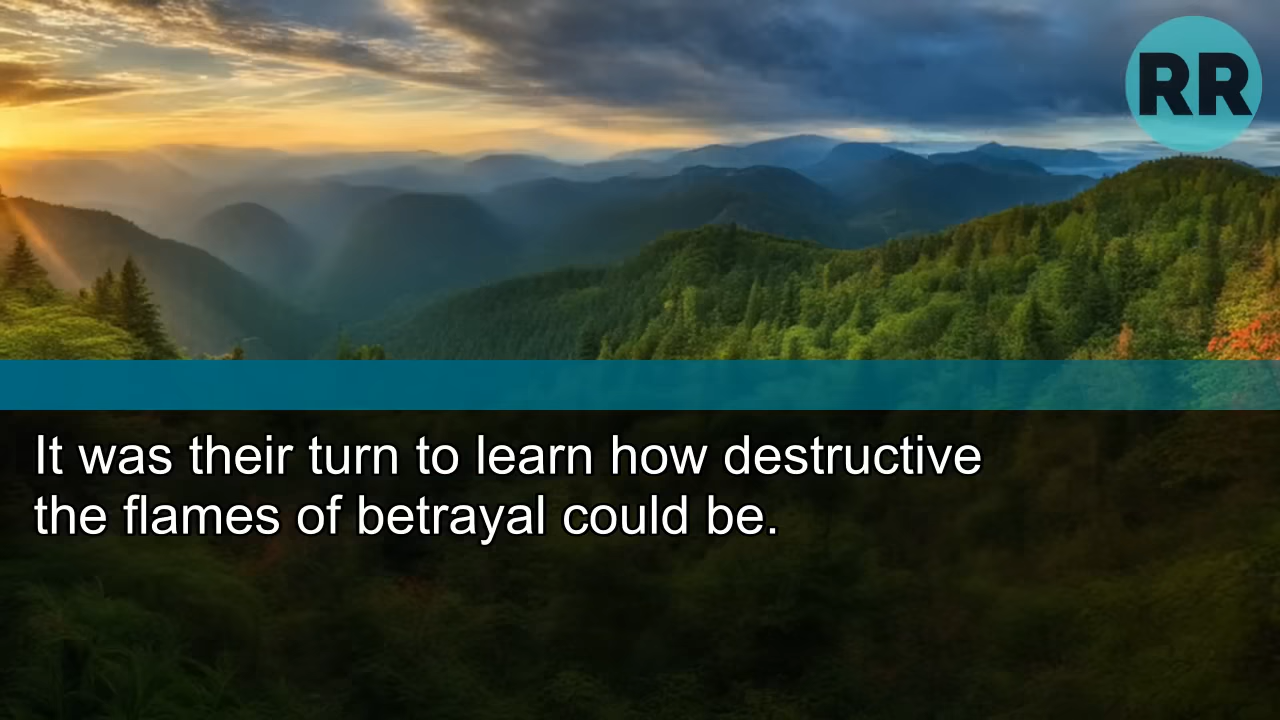 RR
It was their turn to learn how destructive
the flames of betrayal could be.